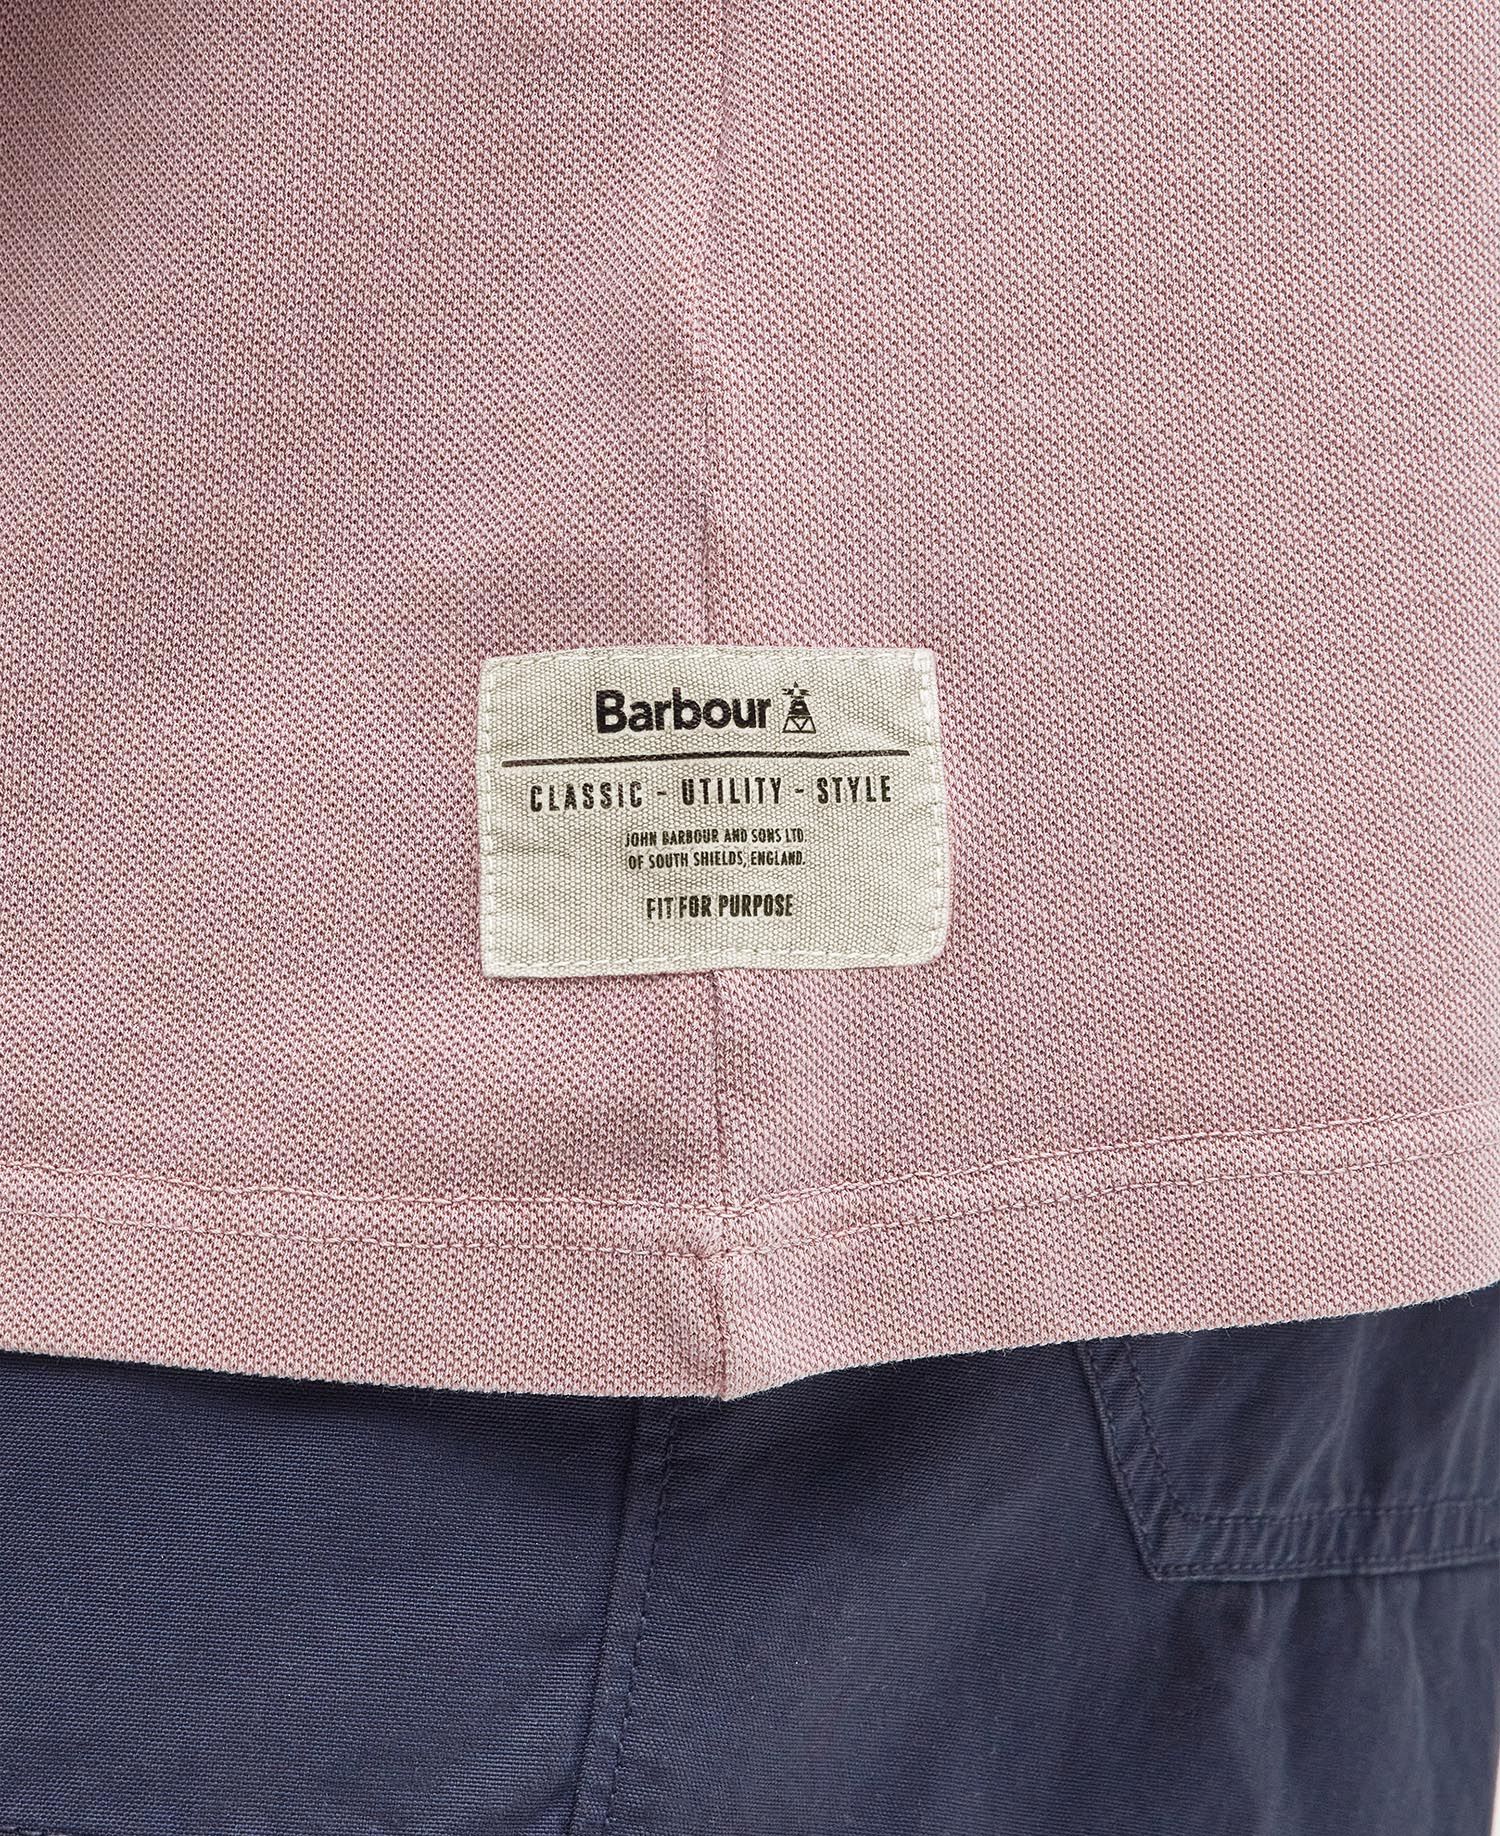 Barbour
CLASSIC - UTILITY - STYLE
JOHN BARBOUR AND SONS LTD.
OF SOUTH SHIELDS, ENGLAND.
FIT FOR PURPOSE